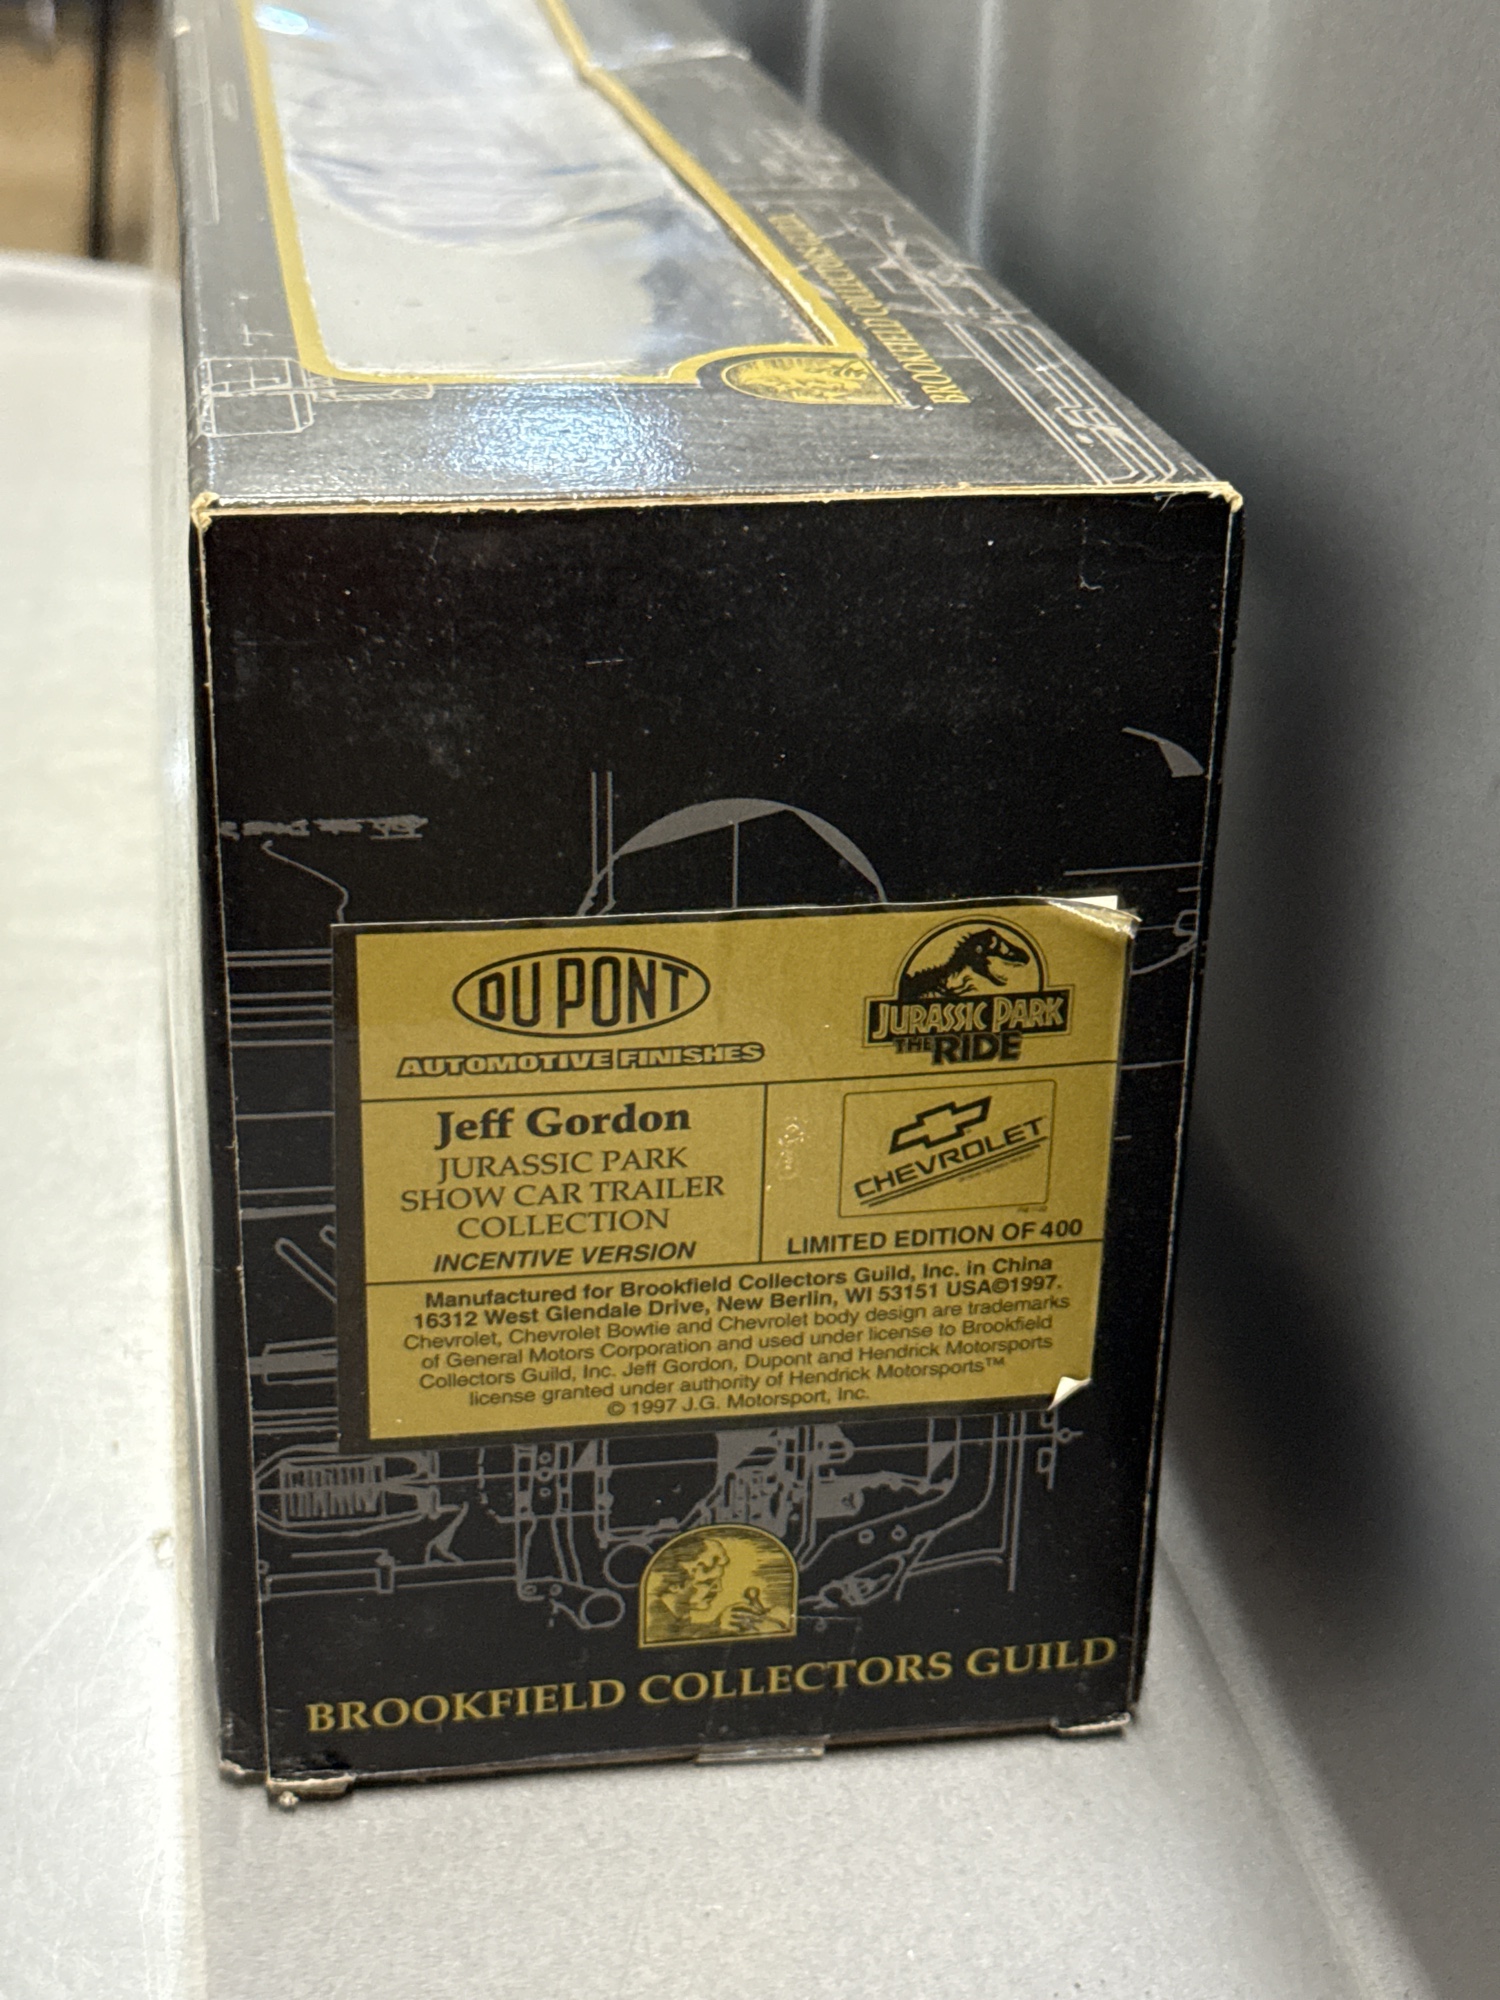 BROOKFIELD COLLECTORS GUILD
DU PONT
AUTOMOTIVE FINISHES
JURASSIC PARK
THE RIDE
Jeff Gordon
JURASSIC PARK
SHOW CAR TRAILER
COLLECTION
INCENTIVE VERSION
CHEVROLET
LIMITED EDITION OF 400
Manufactured for Brookfield Collectors Guild, Inc. in China
16312 West Glendale Drive, New Berlin, WI 53151 USA©1997.
Chevrolet, Chevrolet Bowtie and Chevrolet body design are trademarks
of General Motors Corporation and used under license to Brookfield
Collectors Guild, Inc. Jeff Gordon, Dupont and Hendrick Motorsports
license granted under authority of Hendrick Motorsports™
© 1997 J.G. Motorsport, Inc.
BROOKFIELD COLLECTORS GUILD